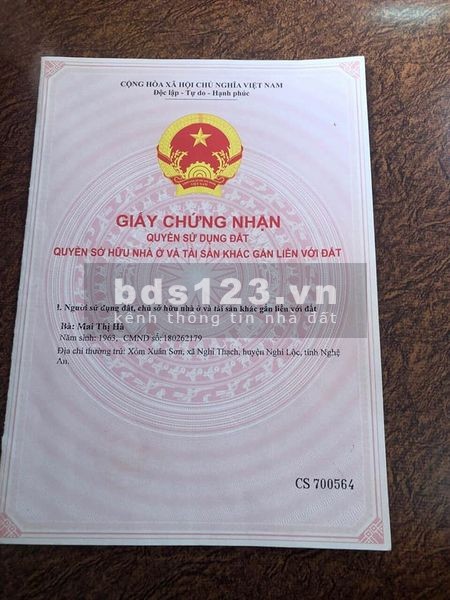 CỘNG HÒA XÃ HỘI CHỦ NGHĨA VIỆT NAM
Độc lập - Tự do - Hạnh phúc
VIỆT NAM
GIẤY CHỨNG NHẬN
QUYỀN SỬ DỤNG ĐẤT
QUYỀN SỞ HỮU NHÀ Ở VÀ TÀI SẢN KHÁC GẮN LIỀN VỚI ĐẤT
bds123.vn
I. Người sử dụng đất, chủ sở hữu nhà ở và tài sản khác gắn liền với đất
kênh thông tin nhà đất
Bà: Mai Thị Hà
Năm sinh: 1963, CMND số:180262179
Địa chỉ thường trú: Xóm Xuân Sơn, xã Nghi Thạch, huyện Nghi Lộc, tỉnh Nghệ
An.
CS 700564